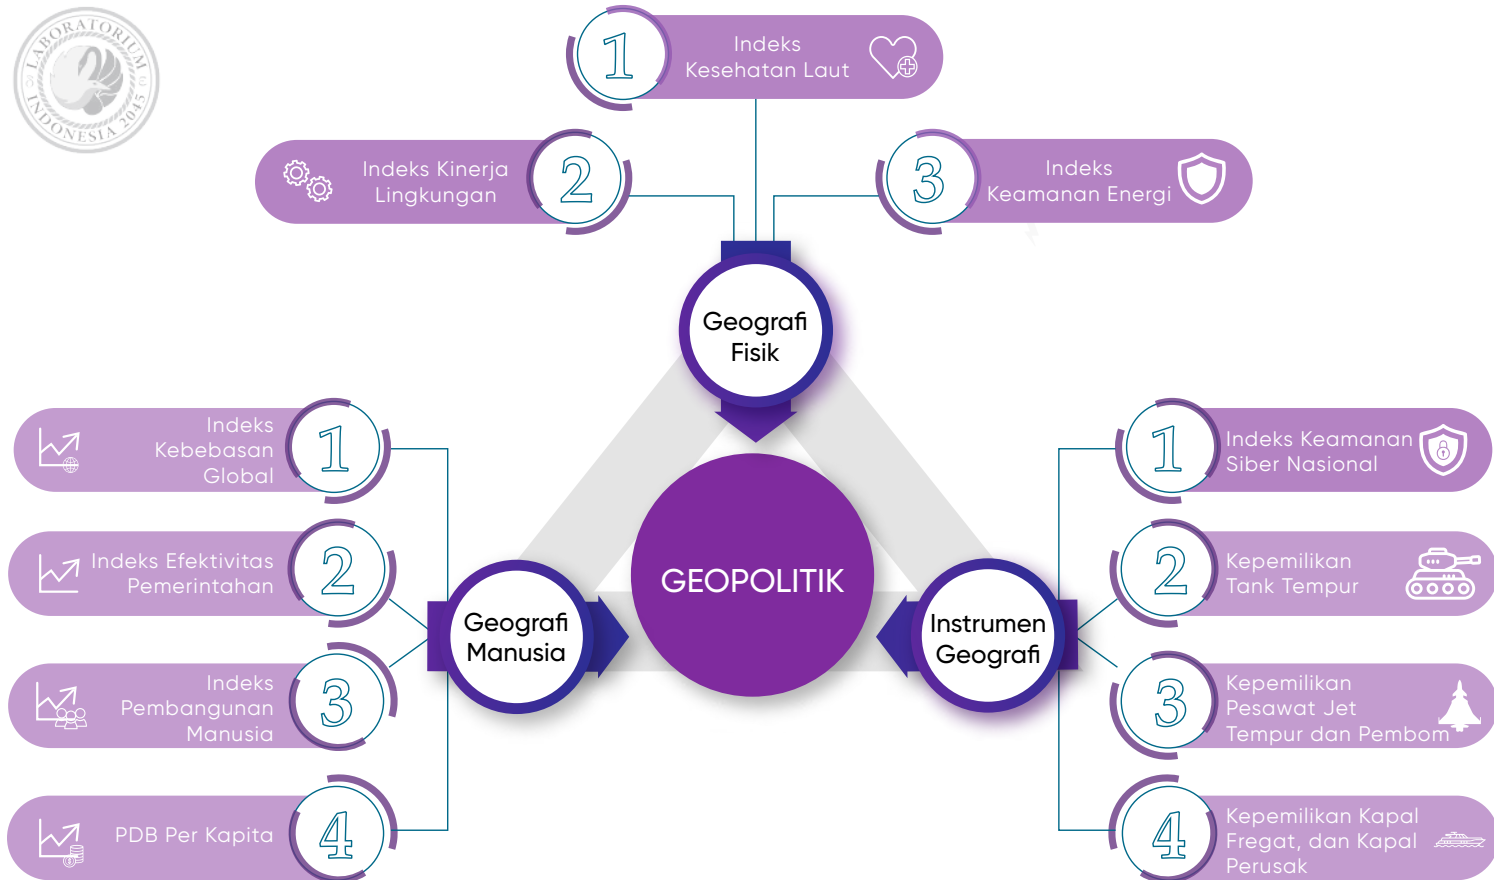 LABORATORIUM
INDONESIA 2045
1
Indeks
Kesehatan Laut
Indeks Kinerja
Lingkungan
2
3
Indeks
Keamanan Energi
Geografi
Fisik
Indeks
Kebebasan
Global
1
Indeks Efektivitas
Pemerintahan
2
Indeks
Pembangunan
Manusia
3
PDB Per Kapita
4
Geografi
Manusia
GEOPOLITIK
Instrumen
Geografi
1
Indeks Keamanan
Siber Nasional
2
Kepemilikan
Tank Tempur
3
Kepemilikan
Pesawat Jet
Tempur dan Pembom
4
Kepemilikan Kapal
Fregat, dan Kapal
Perusak